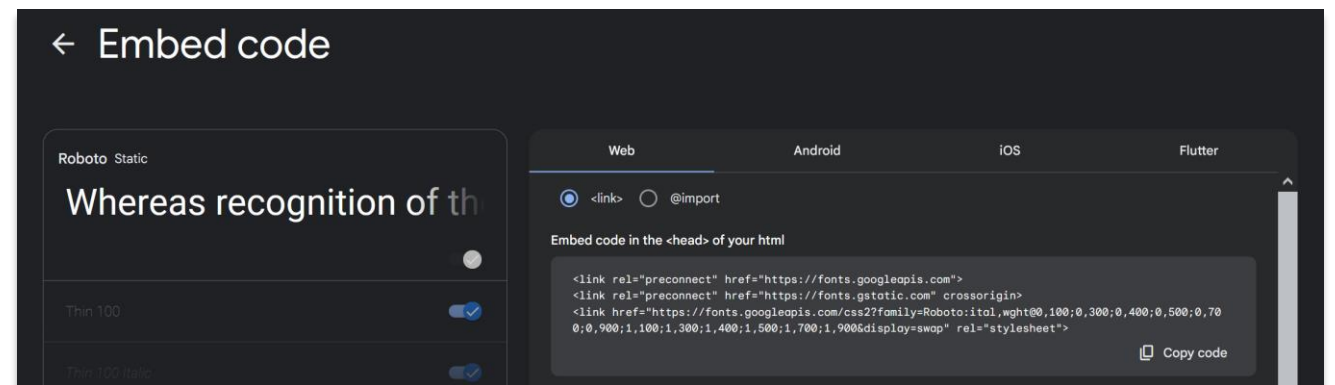 ← Embed code
Roboto Static
Whereas recognition of th
Thin 100
Thin 100 Italic
Web Android iOS Flutter
<link> @import
Embed code in the <head> of your html
<link rel="preconnect" href="https://fonts.googleapis.com">
<link rel="preconnect" href="https://fonts.gstatic.com" crossorigin>
<link href="https://fonts.googleapis.com/css2?family=Roboto:ital,wght@0,100;0,300;0,400;0,500;0,70
0;0,900;1,100;1,300;1,400;1,500;1,700;1,900&display=swap" rel="stylesheet">
Copy code